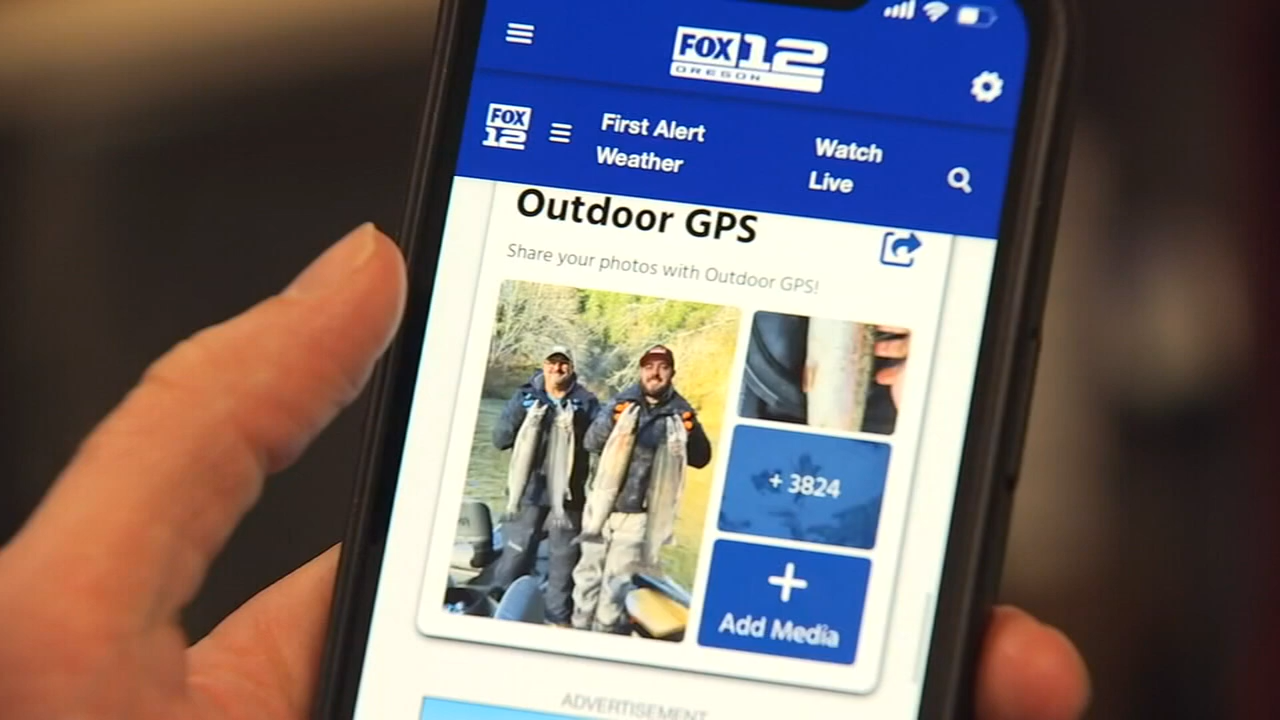 FOX 12
OREGON
FOX
12
First Alert
Weather
Watch
Live
Outdoor GPS
Share your photos with Outdoor GPS!
+ 3824
+
Add Media
ADVERTISEMENT